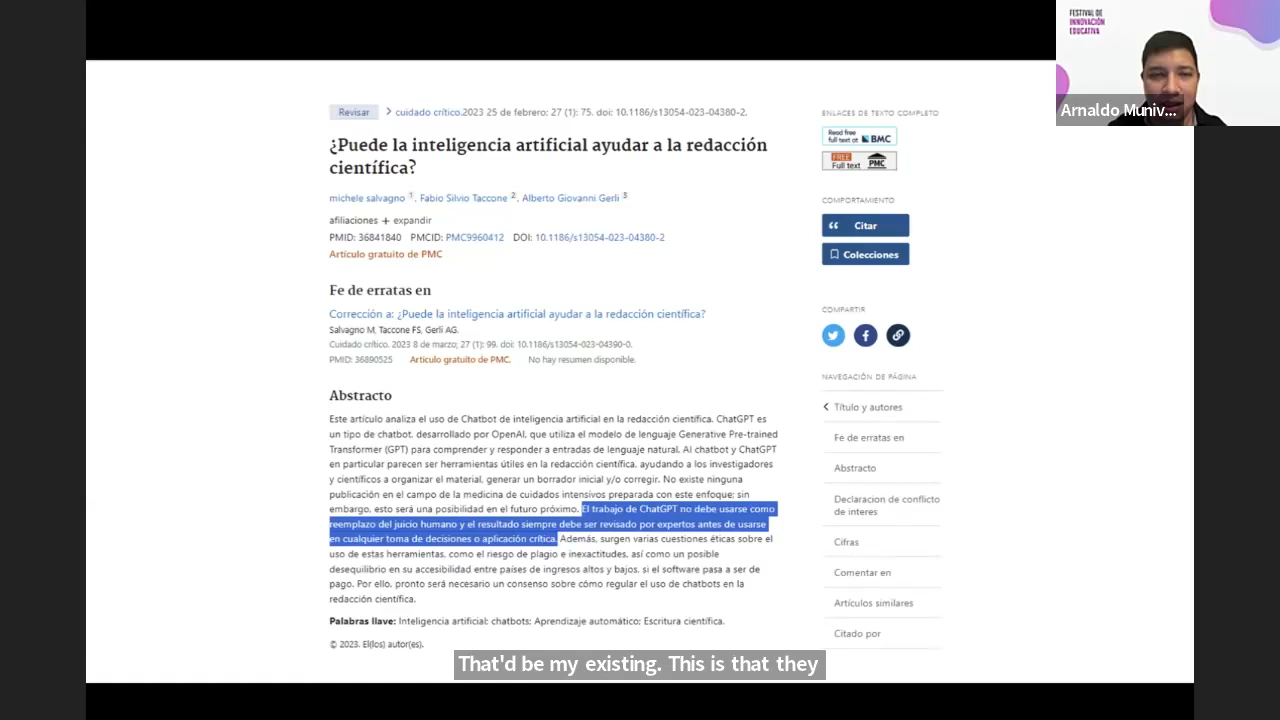 FESTIVAL DE
INNOVACIÓN
EDUCATIVA
Arnaldo Muniv...
Revisar > cuidado crítico.2023 25 de febrero; 27 (1): 75. doi: 10.1186/s13054-023-04380-2.
¿Puede la inteligencia artificial ayudar a la redacción
científica?
michele salvagno 1, Fabio Silvio Taccone 2, Alberto Giovanni Gerli 3
afiliaciones + expandir
PMID: 36841840 PMCID: PMC9960412 DOI: 10.1186/s13054-023-04380-2
Artículo gratuito de PMC
Fe de erratas en
Corrección a: ¿Puede la inteligencia artificial ayudar a la redacción científica?
Salvagno M, Taccone FS, Gerli AG.
Cuidado crítico. 2023 8 de marzo; 27 (1): 99. doi: 10.1186/s13054-023-04390-0.
PMID: 36890525 Artículo gratuito de PMC. No hay resumen disponible.
Abstracto
Este artículo analiza el uso de Chatbot de inteligencia artificial en la redacción científica. ChatGPT es
un tipo de chatbot, desarrollado por OpenAI, que utiliza el modelo de lenguaje Generative Pre-trained
Transformer (GPT) para comprender y responder a entradas de lenguaje natural. AI chatbot y ChatGPT
en particular parecen ser herramientas útiles en la redacción científica, ayudando a los investigadores
y científicos a organizar el material, generar un borrador inicial y/o corregir. No existe ninguna
publicación en el campo de la medicina de cuidados intensivos preparada con este enfoque; sin
embargo, esto será una posibilidad en el futuro próximo. El trabajo de ChatGPT no debe usarse como
reemplazo del juicio humano y el resultado siempre debe ser revisado por expertos antes de usarse
en cualquier toma de decisiones o aplicación crítica. Además, surgen varias cuestiones éticas sobre el
uso de estas herramientas, como el riesgo de plagio e inexactitudes, así como un posible
desequilibrio en su accesibilidad entre países de ingresos altos y bajos, si el software pasa a ser de
pago. Por ello, pronto será necesario un consenso sobre cómo regular el uso de chatbots en la
redacción científica.
Palabras llave: Inteligencia artificial; chatbots; Aprendizaje automático; Escritura científica.
© 2023. El(los) autor(es).
ENLACES DE TEXTO COMPLETO
Read free
full text at BMC
FREE
Full text PMC
COMPORTAMIENTO
Citar
Colecciones
COMPARTIR
NAVEGACIÓN DE PÁGINA
Título y autores
Fe de erratas en
Abstracto
Declaracion de conflicto
de interes
Cifras
Comentar en
Artículos similares
Citado por
That'd be my existing. This is that they